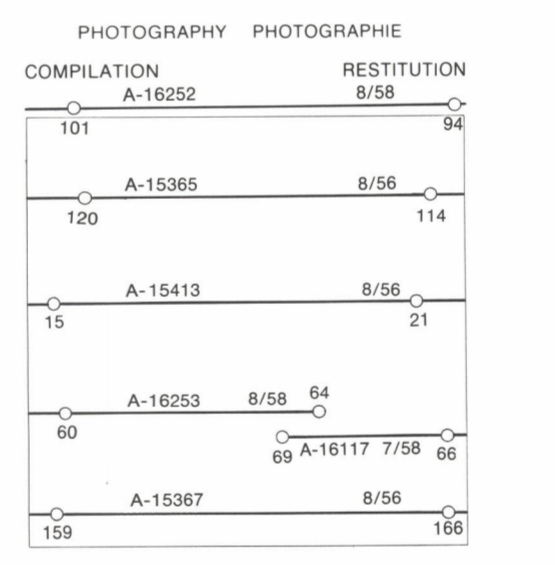 PHOTOGRAPHY PHOTOGRAPHIE
COMPILATION RESTITUTION
A-16252 8/58
101 94
A-15365 8/56
120 114
A-15413 8/56
15 21
A-16253 8/58 64
60
69 A-16117 7/58 66
A-15367 8/56
159 166